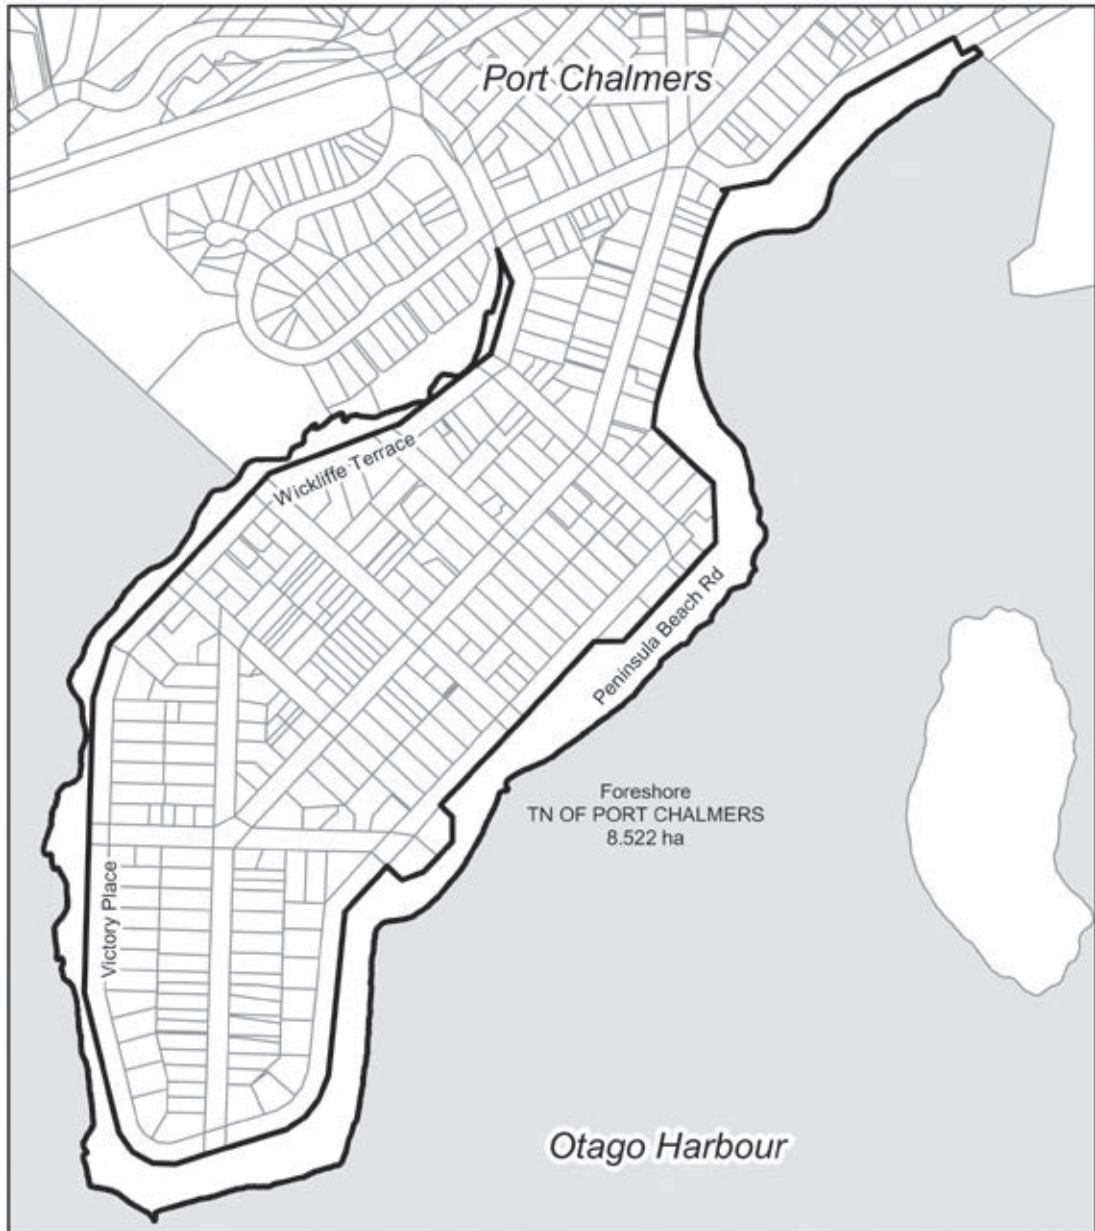 Port Chalmers
Wickliffe Terrace
Peninsula Beach Rd
Foreshore
TN OF PORT CHALMERS
8.522 ha
Victory Place
Otago Harbour